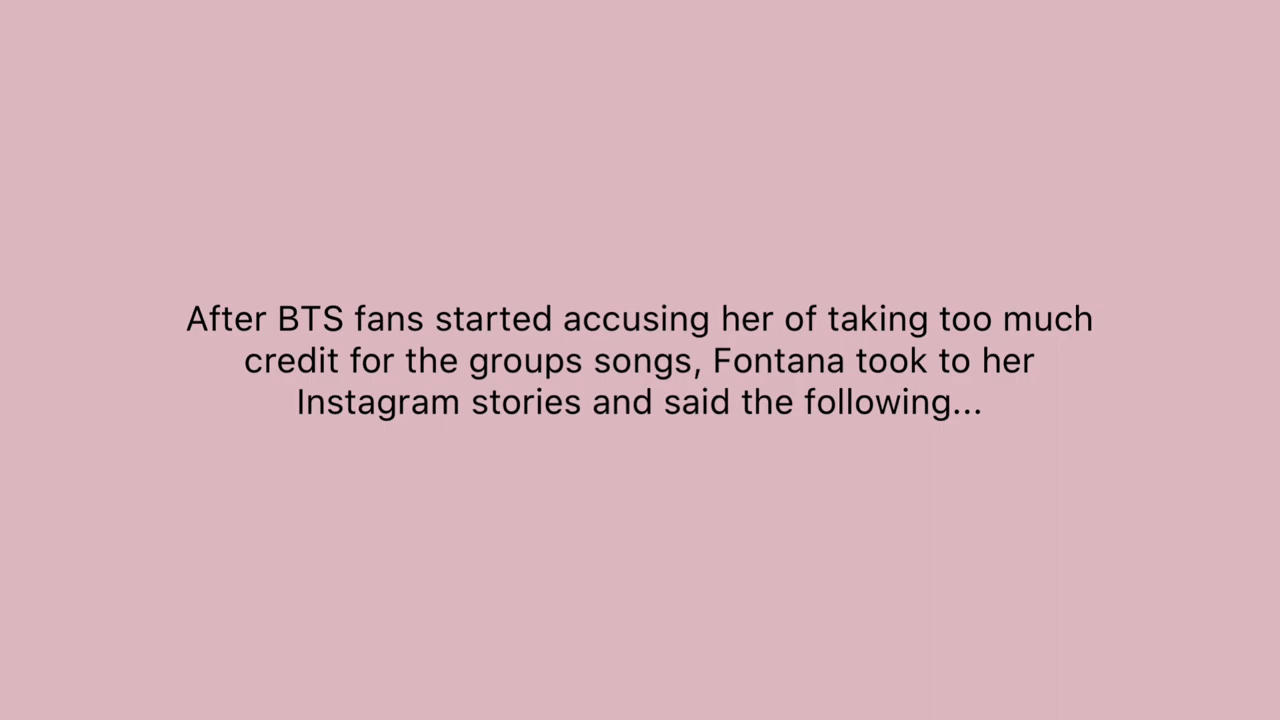 After BTS fans started accusing her of taking too much
credit for the groups songs, Fontana took to her
Instagram stories and said the following...